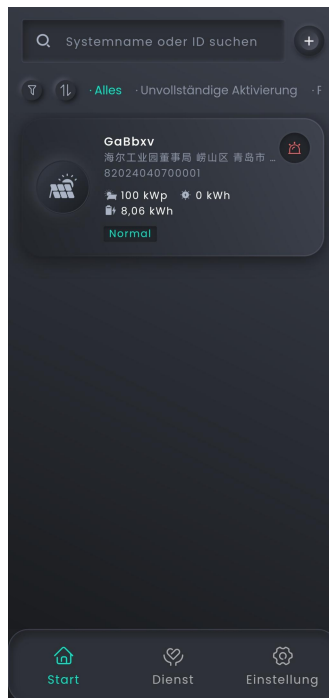 Systemname oder ID suchen
· Alles · Unvollständige Aktivierung ·
GaBbxv
海尔工业园董事局 崂山区 青岛市 ...
82024040700001
100 kWp 0 kWh
8,06 kWh
Normal
Start Dienst Einstellung